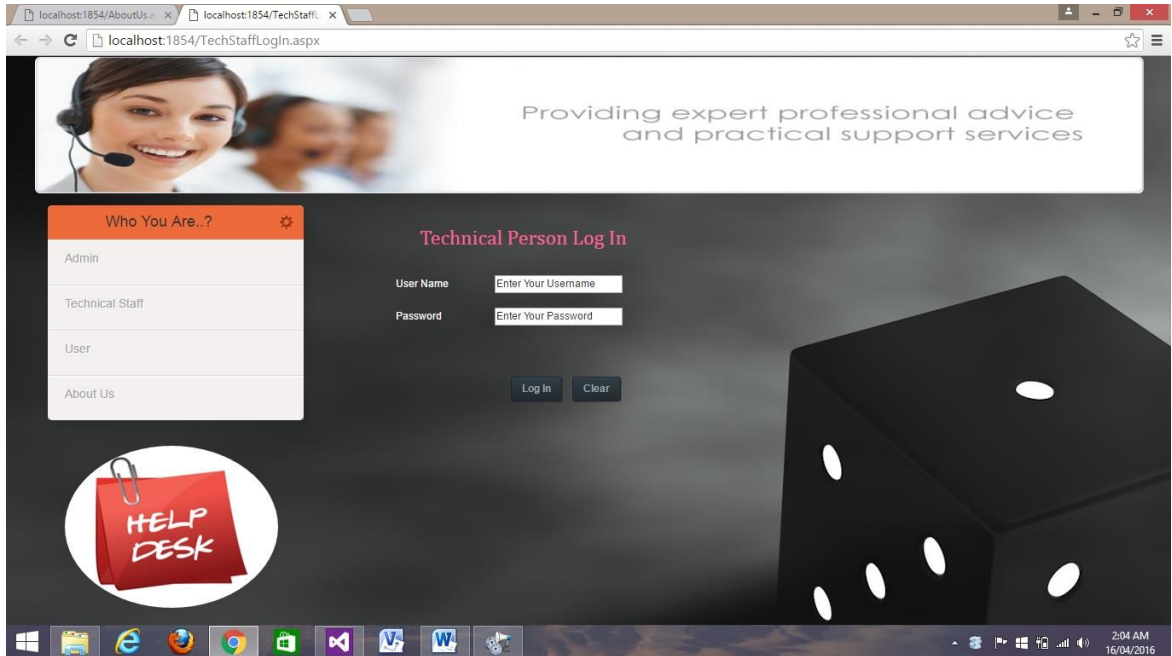 localhost:1854/AboutUs.a
localhost:1854/TechStaffL
localhost:1854/TechStaffLogIn.aspx
Providing expert professional advice
and practical support services
Who You Are..?
Admin
Technical Staff
User
About Us
Technical Person Log In
User Name
Enter Your Username
Password
Enter Your Password
Log In
Clear
HELP
DESK
2:04 AM
16/04/2016